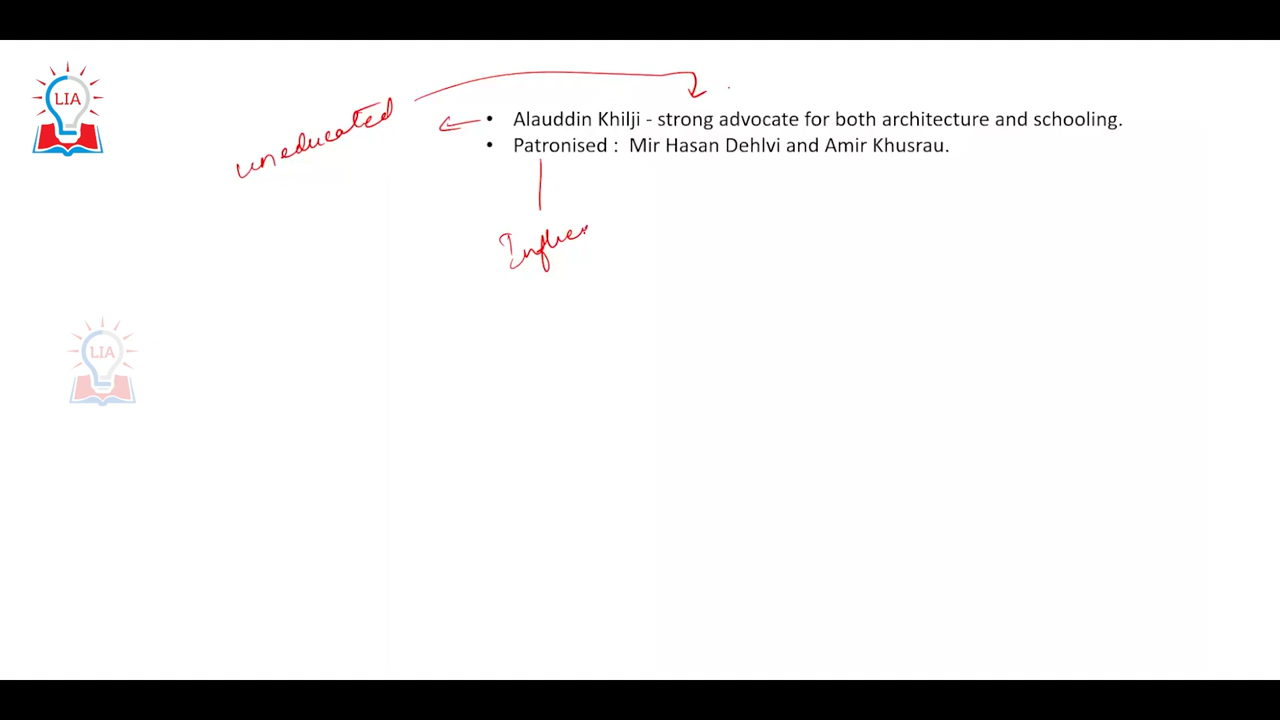 LIA
uneducated
• Alauddin Khilji - strong advocate for both architecture and schooling.
• Patronised : Mir Hasan Dehlvi and Amir Khusrau.
Influen
LIA